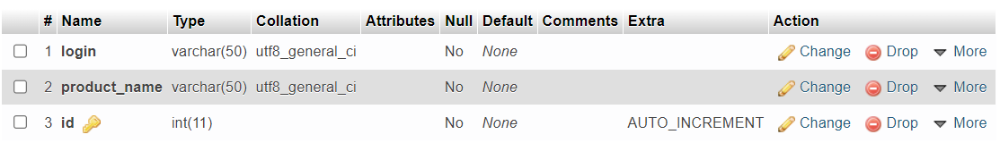 # Name Type Collation Attributes Null Default Comments Extra Action
1 login varchar(50) utf8_general_ci No None Change Drop More
2 product_name varchar(50) utf8_general_ci No None Change Drop More
3 id int(11) No None AUTO_INCREMENT Change Drop More